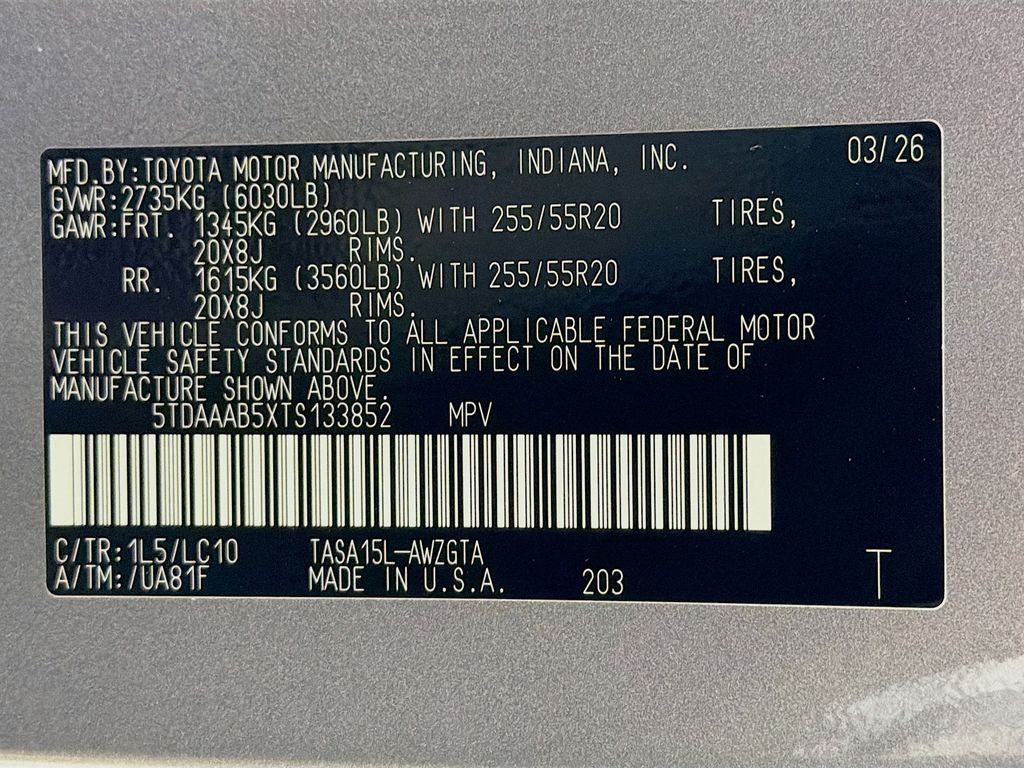 MFD.BY:TOYOTA MOTOR MANUFACTURING, INDIANA, INC. 03/26
GVWR:2735KG (6030LB)
GAWR:FRT. 1345KG (2960LB) WITH 255/55R20 TIRES,
20X8J RIMS.
RR. 1615KG (3560LB) WITH 255/55R20 TIRES,
20X8J RIMS.
THIS VEHICLE CONFORMS TO ALL APPLICABLE FEDERAL MOTOR
VEHICLE SAFETY STANDARDS IN EFFECT ON THE DATE OF
MANUFACTURE SHOWN ABOVE.
5TDAAAB5XTS133852 MPV
C/TR:1L5/LC10 TASA15L-AWZGTA
A/TM:/UA81F MADE IN U.S.A. 203 T